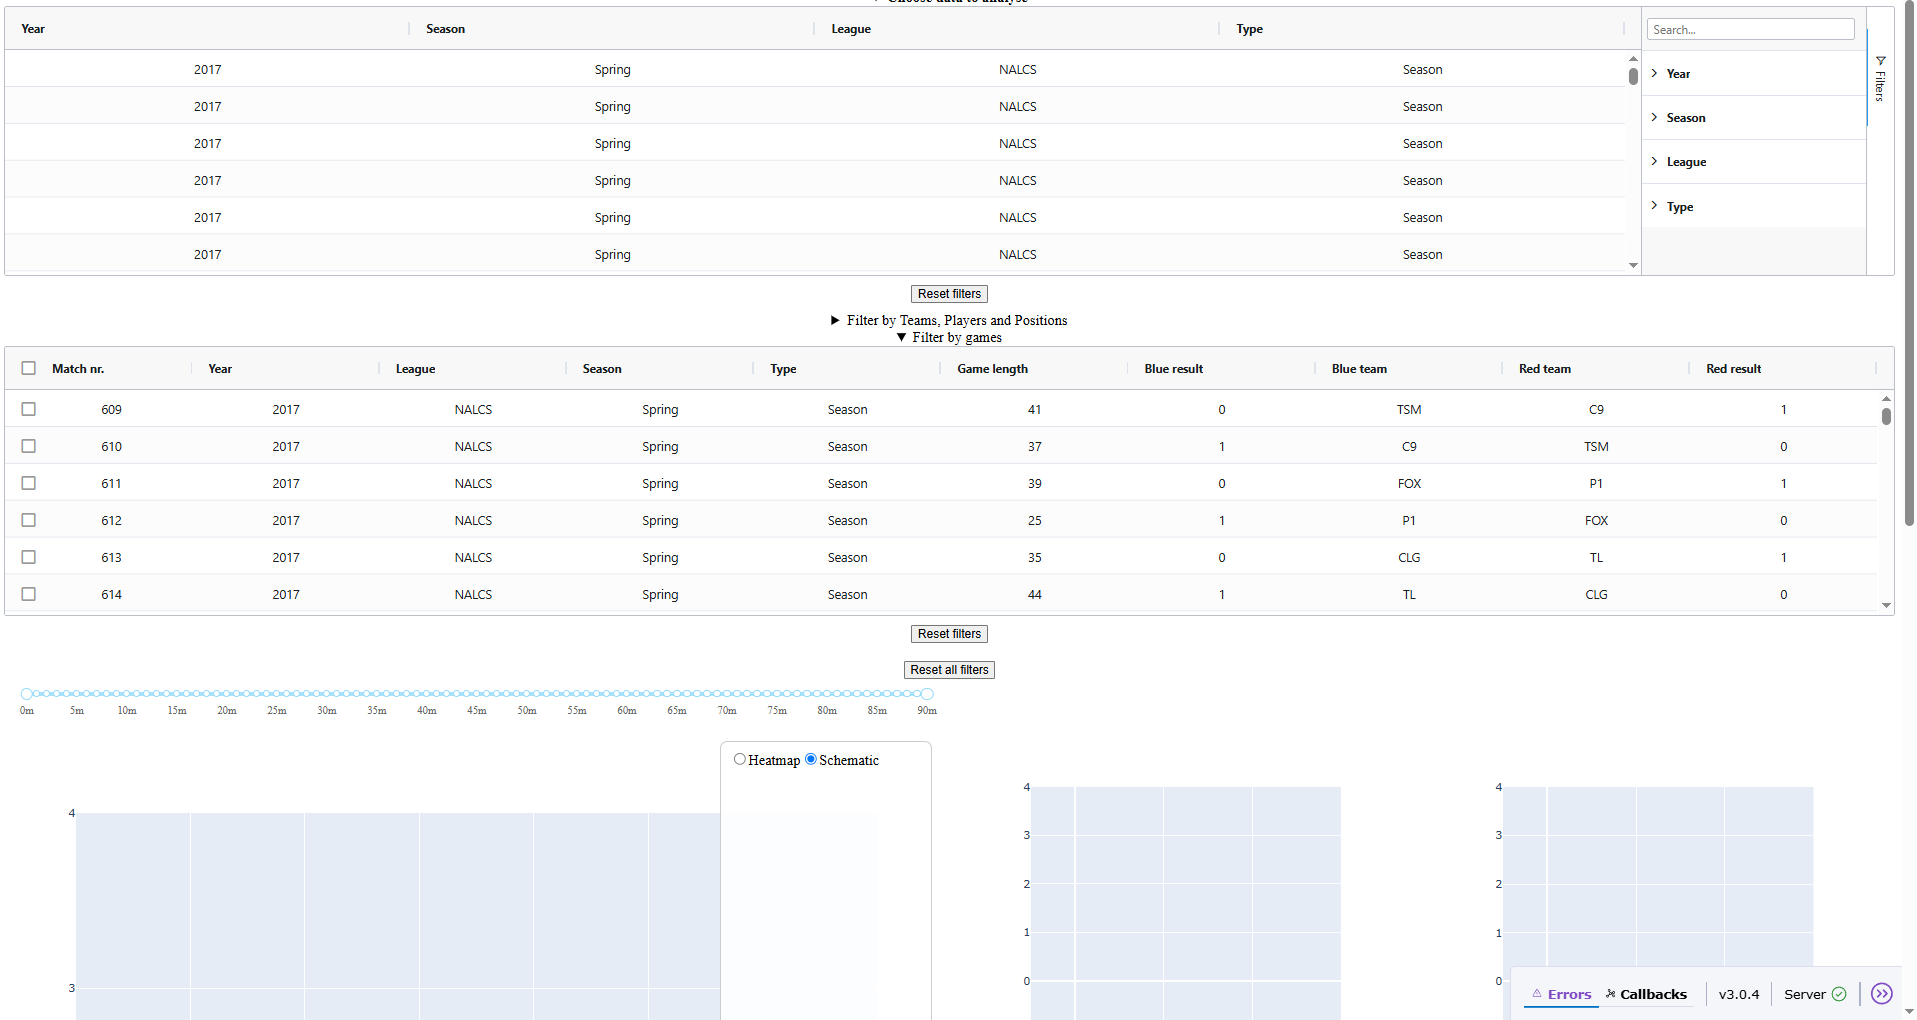 Choose data to analyse
Year Season League Type Search...
2017 Spring NALCS Season
2017 Spring NALCS Season
2017 Spring NALCS Season
2017 Spring NALCS Season
2017 Spring NALCS Season
2017 Spring NALCS Season
Year
Season
League
Type
Filters
Reset filters
Filter by Teams, Players and Positions
Filter by games
Match nr. Year League Season Type Game length Blue result Blue team Red team Red result
609 2017 NALCS Spring Season 41 0 TSM C9 1
610 2017 NALCS Spring Season 37 1 C9 TSM 0
611 2017 NALCS Spring Season 39 0 FOX P1 1
612 2017 NALCS Spring Season 25 1 P1 FOX 0
613 2017 NALCS Spring Season 35 0 CLG TL 1
614 2017 NALCS Spring Season 44 1 TL CLG 0
Reset filters
Reset all filters
0m 5m 10m 15m 20m 25m 30m 35m 40m 45m 50m 55m 60m 65m 70m 75m 80m 85m 90m
Heatmap Schematic
4
3
4
3
2
1
0
4
3
2
1
0
Errors Callbacks v3.0.4 Server